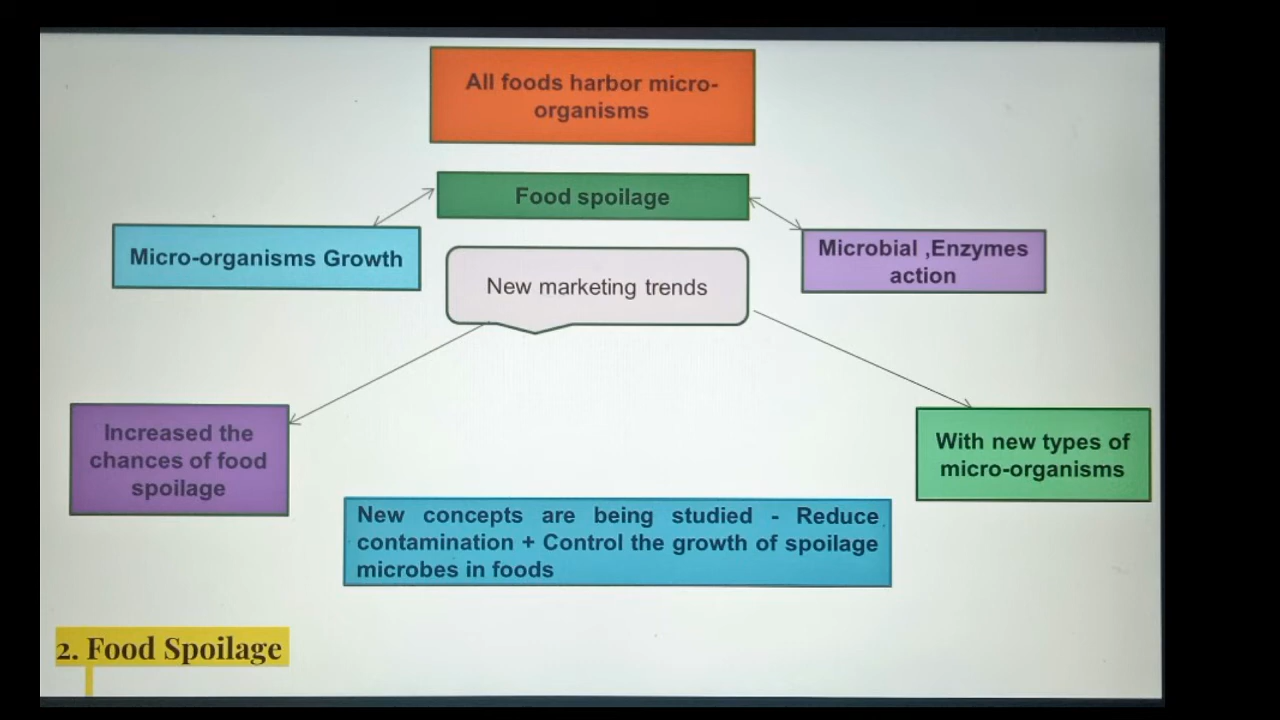 All foods harbor micro-
organisms
Food spoilage
Micro-organisms Growth
Microbial ,Enzymes
action
New marketing trends
Increased the
chances of food
spoilage
With new types of
micro-organisms
New concepts are being studied - Reduce
contamination + Control the growth of spoilage
microbes in foods
2. Food Spoilage